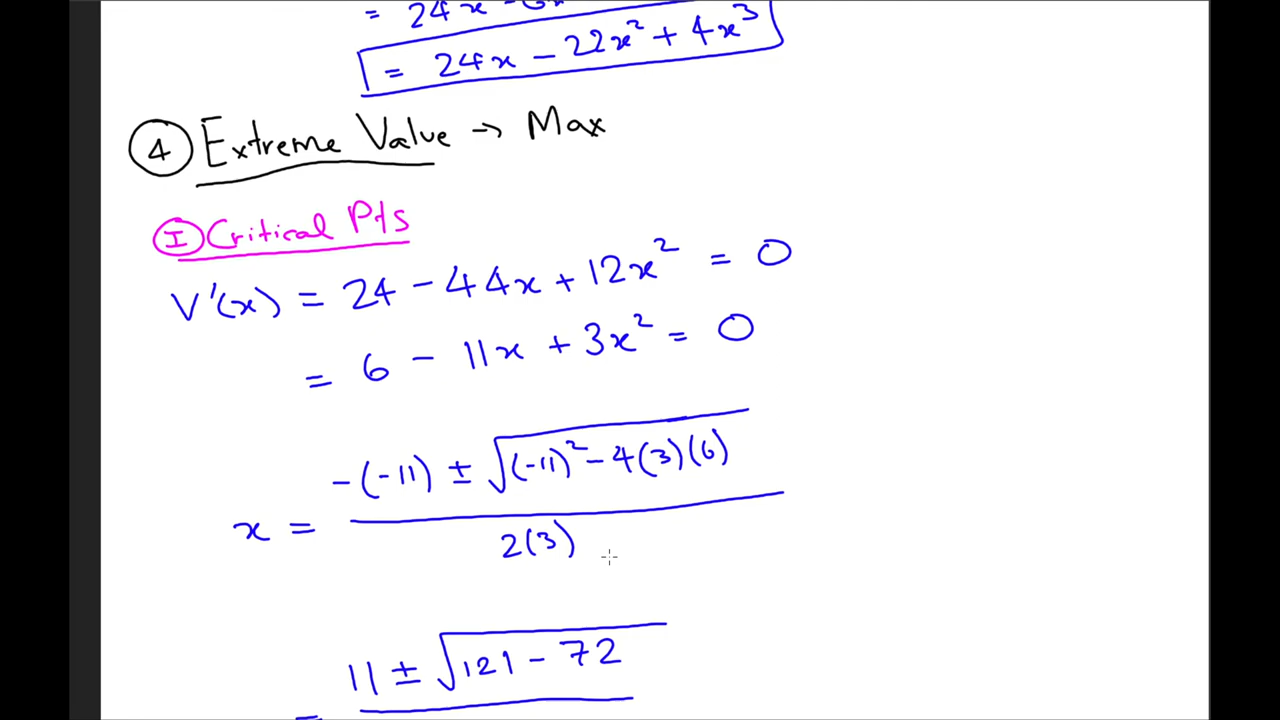 = 24x
= 24x - 22x² + 4x³
④ Extreme Value → Max
Ⓘ Critical Pts
V'(x) = 24 - 44x + 12x² = 0
= 6 - 11x + 3x² = 0
x = (-(-11) ± √((-11)² - 4(3)(6))) / 2(3)
= 11 ± √(121 - 72)